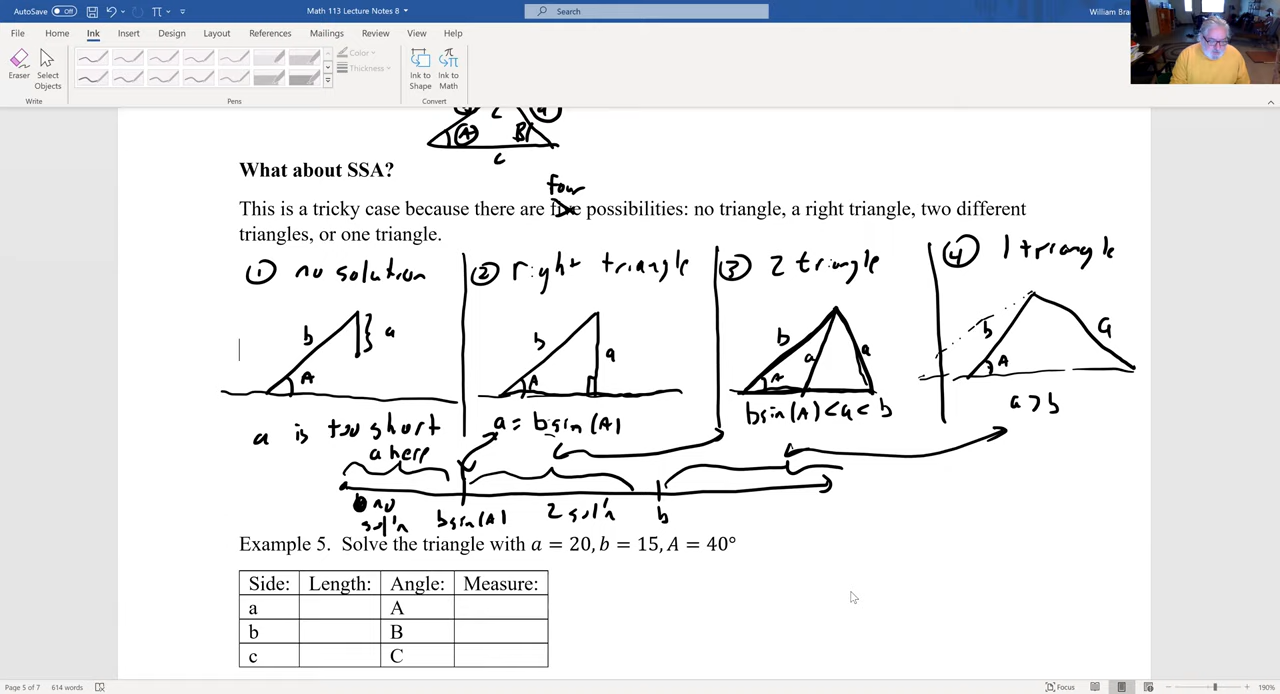 AutoSave Off
Math 113 Lecture Notes 8
Search
William Bra
File Home Ink Insert Design Layout References Mailings Review View Help
Eraser
Select Objects
Color
Thickness
Ink to Shape
Ink to Math
Write
Pens
Convert
A B
c
What about SSA?
four
This is a tricky case because there are five possibilities: no triangle, a right triangle, two different
triangles, or one triangle.
① no solution
② right triangle
③ 2 triangle
④ 1 triangle
b a A
b a A
b a a A
b a A
a is too short
a = b sin(A)
b sin(A) < a < b
a > b
a here
no sol'n
b sin(A)
2 sol'n
b
Example 5. Solve the triangle with a = 20, b = 15, A = 40°
Side: Length: Angle: Measure:
a A
b B
c C
Page 5 of 7 614 words
Focus
190%